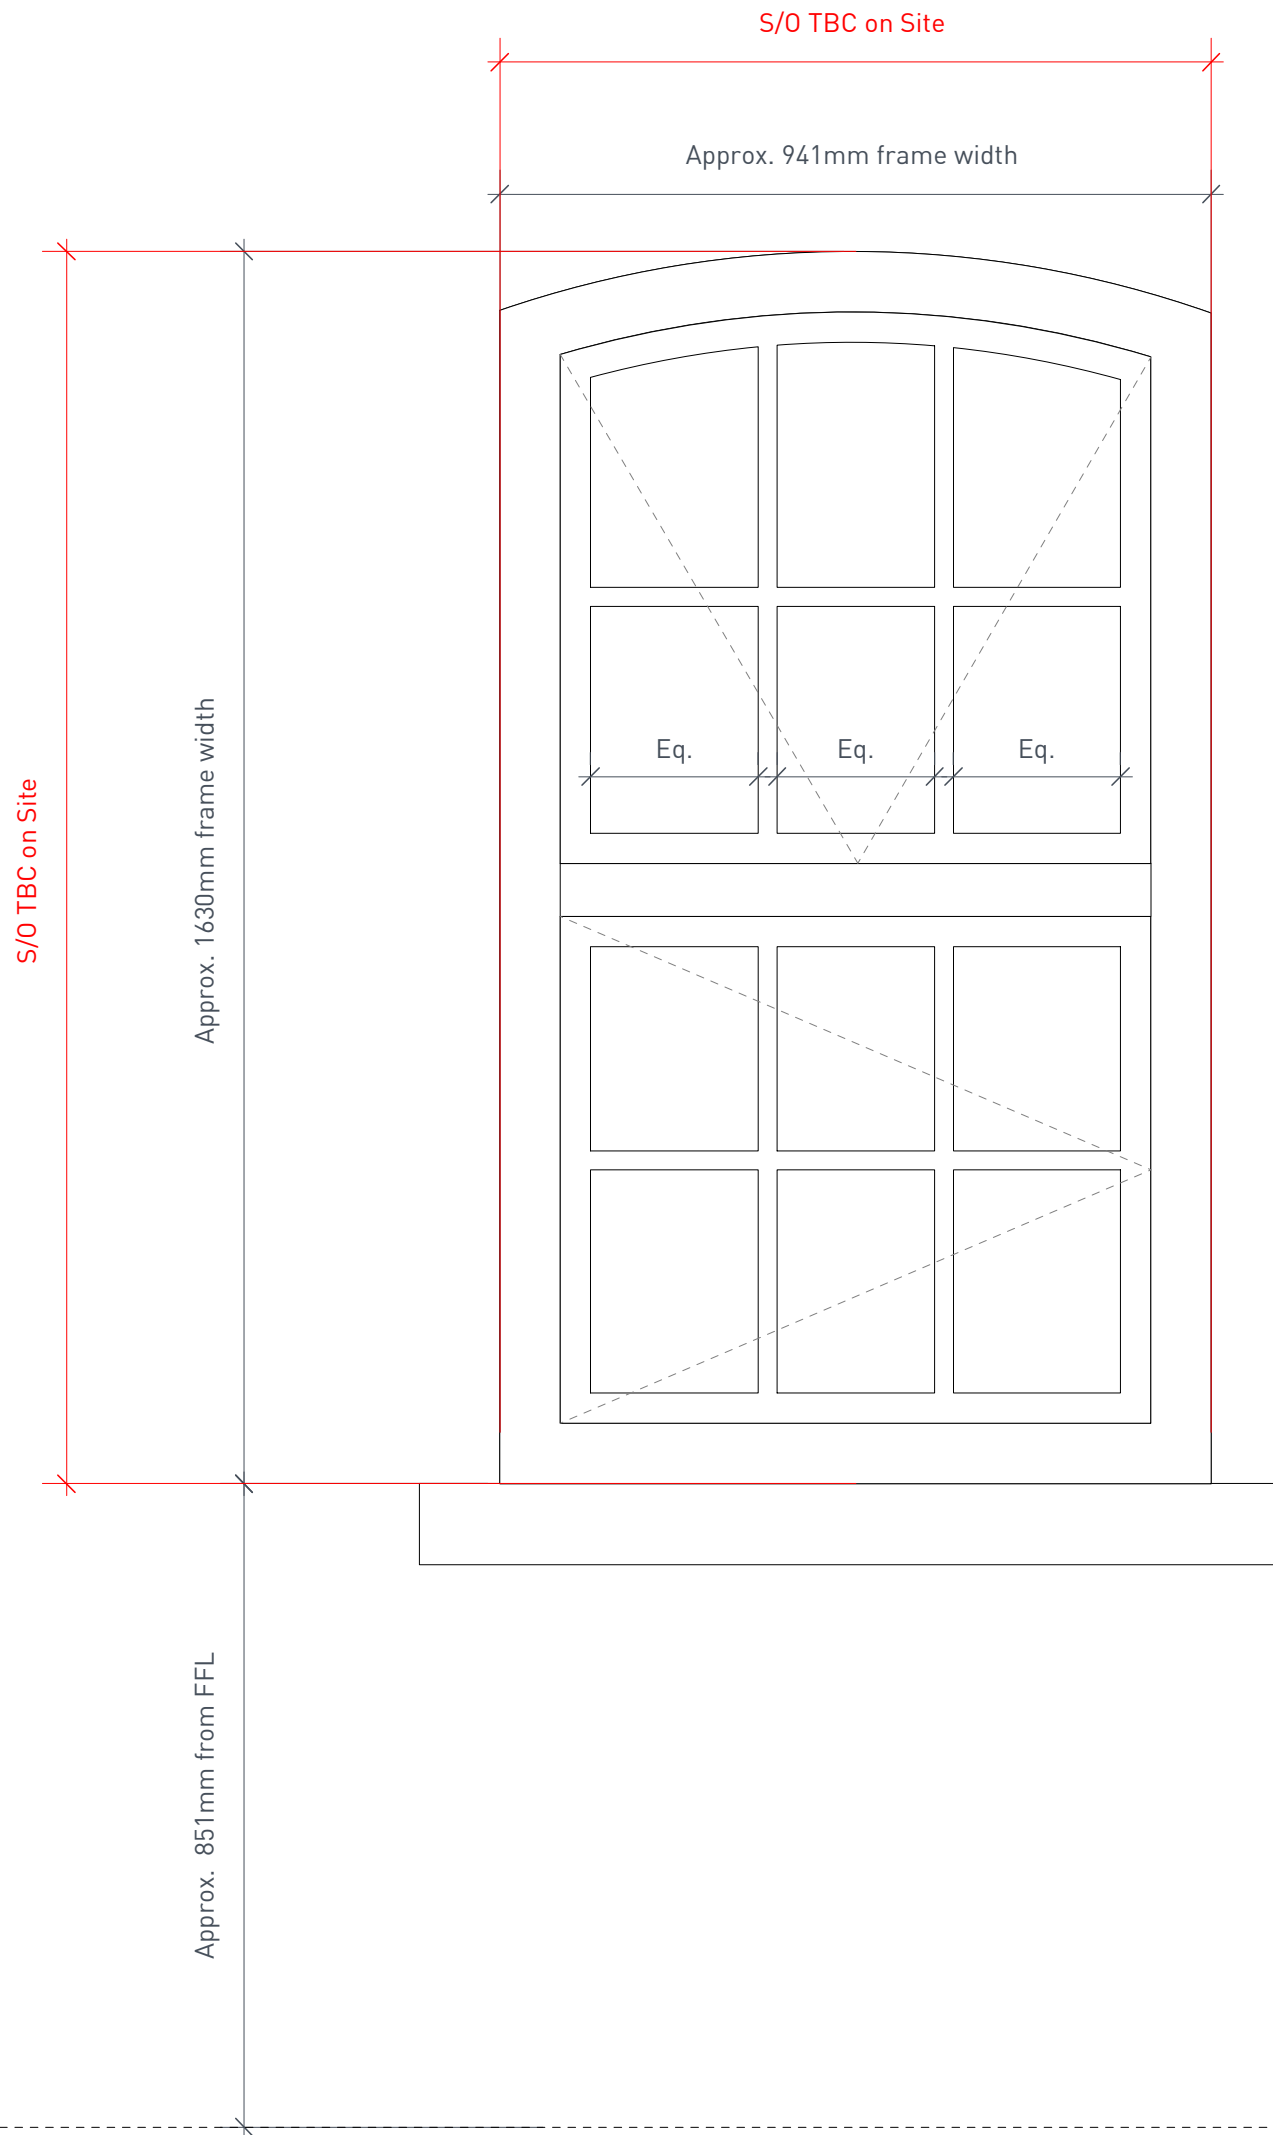 S/O TBC on Site
Approx. 941mm frame width
S/O TBC on Site
Approx. 1630mm frame width
Eq.
Eq.
Eq.
Approx. 851mm from FFL